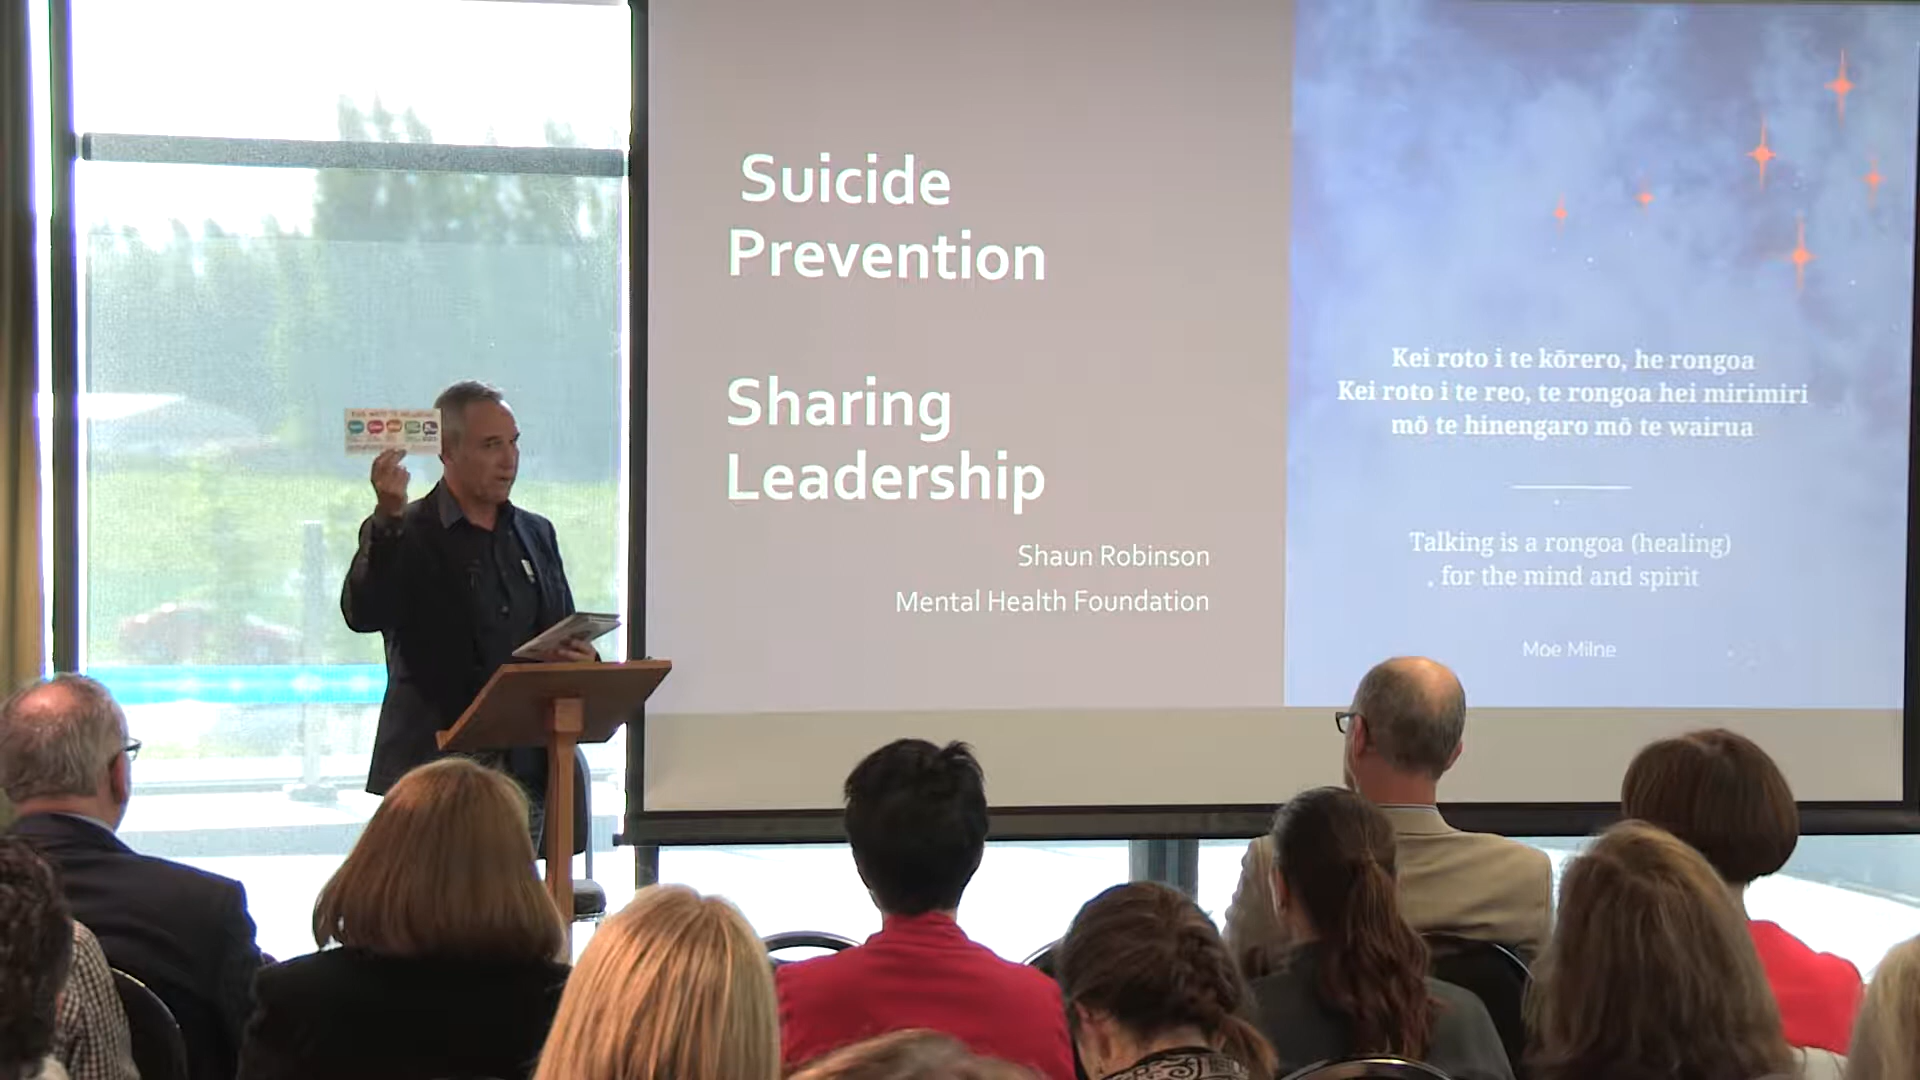 Suicide
Prevention
Sharing
Leadership
Shaun Robinson
Mental Health Foundation
Kei roto i te kōrero, he rongoa
Kei roto i te reo, te rongoa hei mirimiri
mō te hinengaro mō te wairua
Talking is a rongoa (healing)
for the mind and spirit
Moe Milne